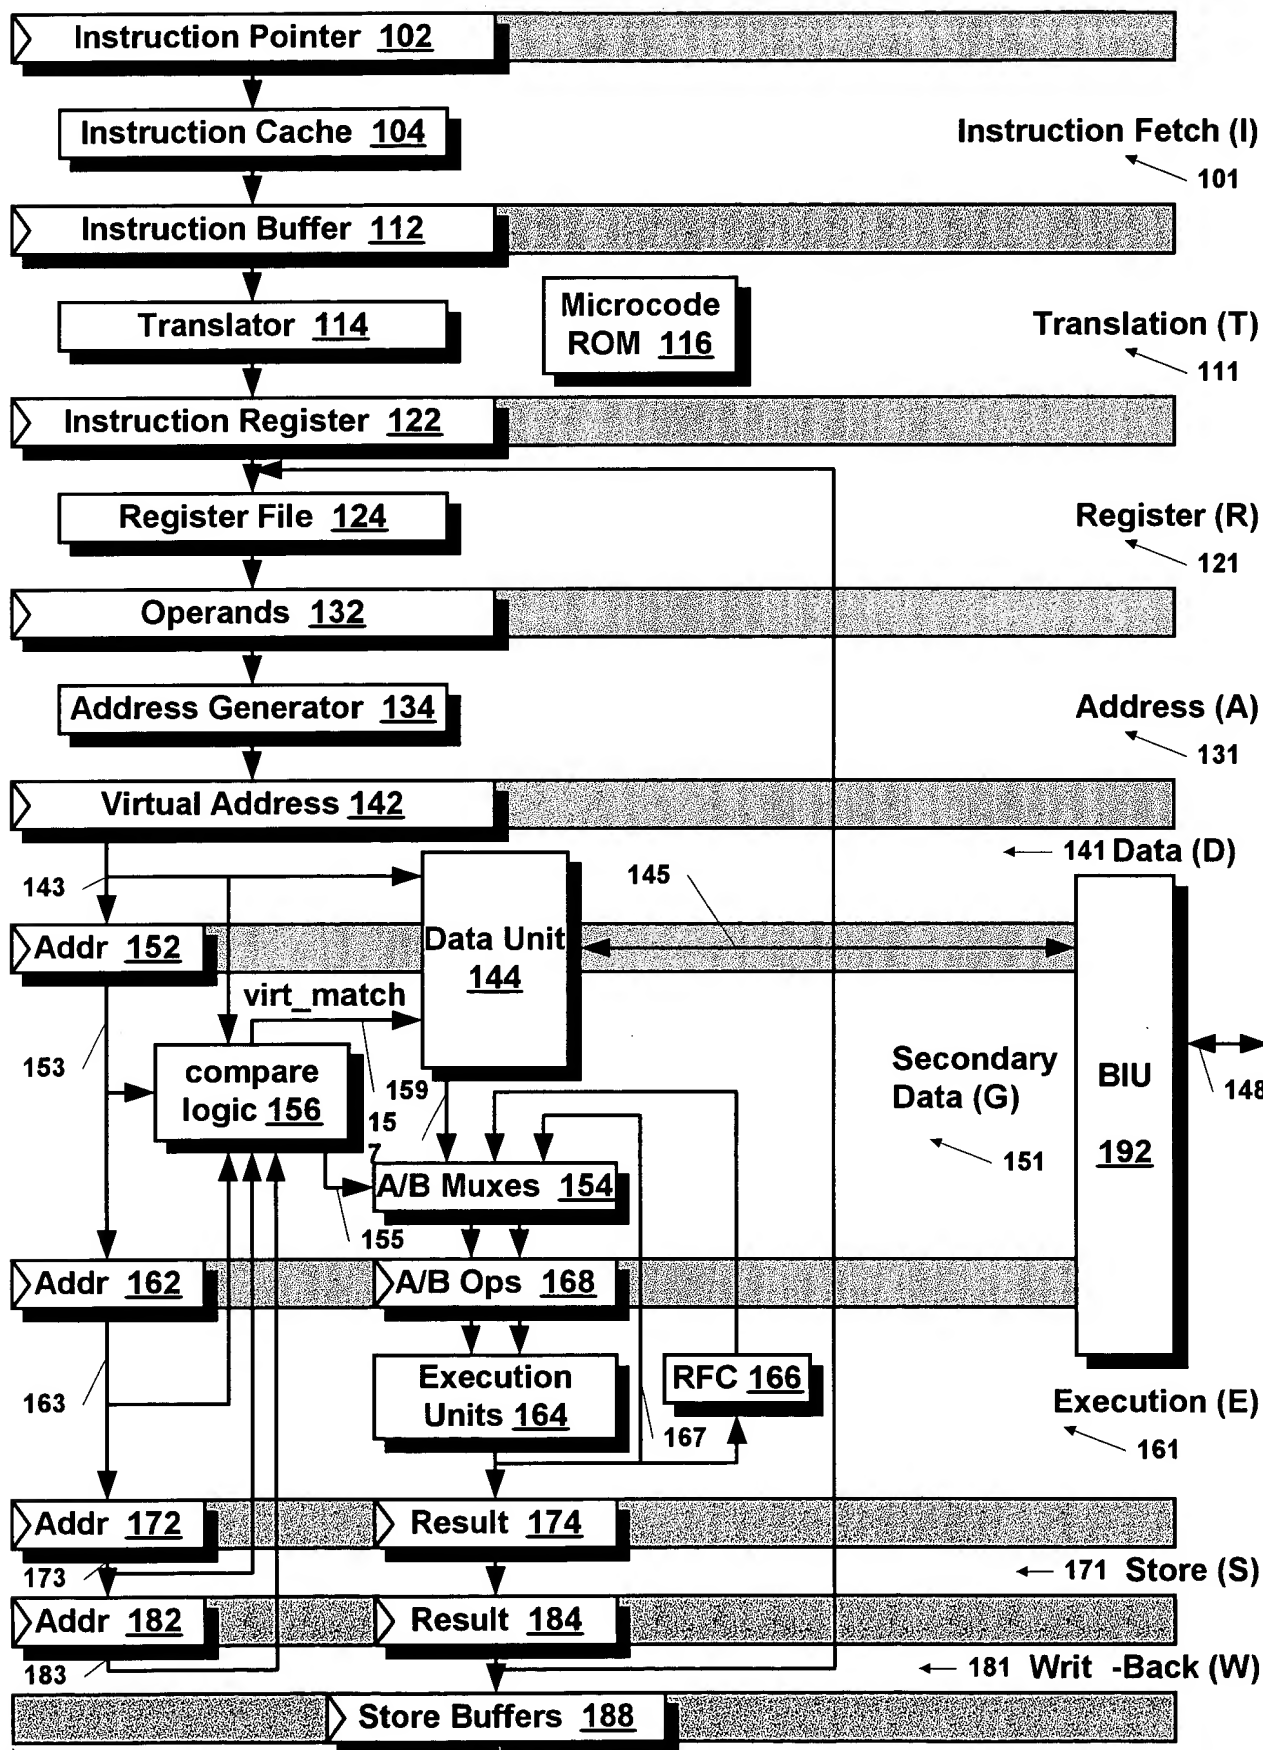 Instruction Pointer 102
Instruction Cache 104
Instruction Fetch (I)
101
Instruction Buffer 112
Translator 114
Microcode
ROM 116
Translation (T)
111
Instruction Register 122
Register File 124
Register (R)
121
Operands 132
Address Generator 134
Address (A)
131
Virtual Address 142
141 Data (D)
143
145
Addr 152
Data Unit
144
virt_match
153
compare
logic 156
159
15
7
Secondary
Data (G)
151
BIU
192
148
A/B Muxes 154
155
Addr 162
A/B Ops 168
163
Execution
Units 164
RFC 166
167
Execution (E)
161
Addr 172
Result 174
173
171 Store (S)
Addr 182
Result 184
183
181 Writ -Back (W)
Store Buffers 188